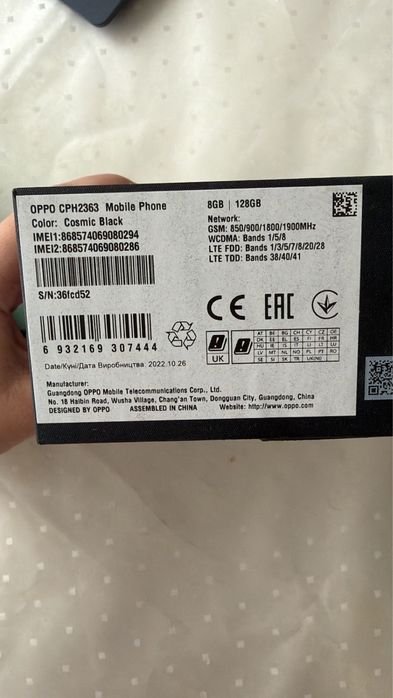 OPPO CPH2363 Mobile Phone
Color: Cosmic Black
IMEI1:868574069080294
IMEI2:868574069080286
S/N:36fcd52
6 932169 307444
Date/Күні/Дата Виробництва: 2022.10.26
8GB | 128GB
Network:
GSM: 850/900/1800/1900MHz
WCDMA: Bands 1/5/8
LTE FDD: Bands 1/3/5/7/8/20/28
LTE TDD: Bands 38/40/41
CE EAC
UK
AT BE BG CH CY CZ DE
DK EE EL ES FI FR HR
HU IE IS IT LI LT LU
LV MT NL NO PL PT RO
SE SI SK TR UK(NI)
Manufacturer:
Guangdong OPPO Mobile Telecommunications Corp., Ltd.
No. 18 Haibin Road, Wusha Village, Chang'an Town, Dongguan City, Guangdong, China
DESIGNED BY OPPO ASSEMBLED IN CHINA Website: http://www.oppo.com